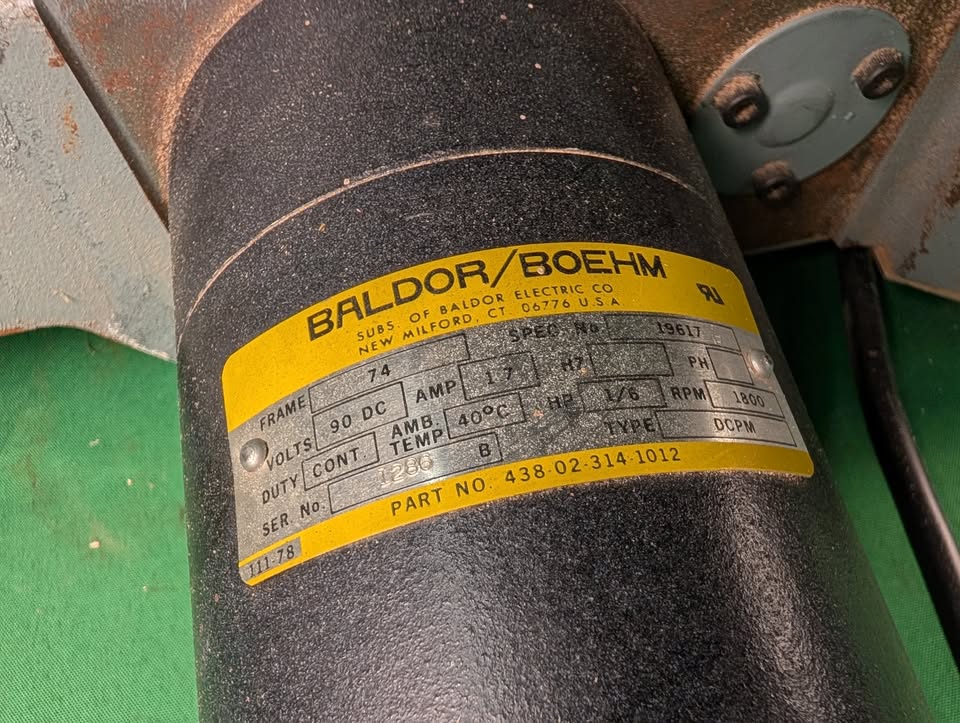 BALDOR/BOEHM
SUBS. OF BALDOR ELECTRIC CO
NEW MILFORD, CT 06776 U.S.A
FRAME 74 SPEC. No 19617
VOLTS 90 DC AMP 1 7 HZ PH
DUTY CONT. AMB. TEMP 40°C HP 1/6 RPM 1800
SER. No. 1286 B TYPE DCPM
PART NO. 438-02-314-1012
111-78